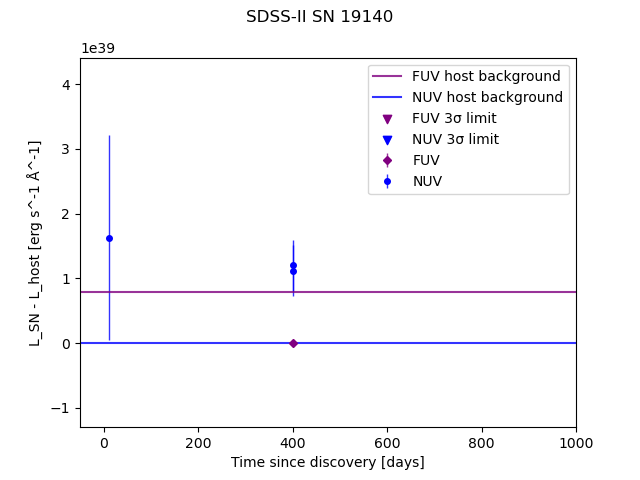 SDSS-II SN 19140
1e39
FUV host background
NUV host background
FUV 3σ limit
NUV 3σ limit
FUV
NUV
4
3
2
1
0
−1
L_SN - L_host [erg s^-1 Å^-1]
0 200 400 600 800 1000
Time since discovery [days]